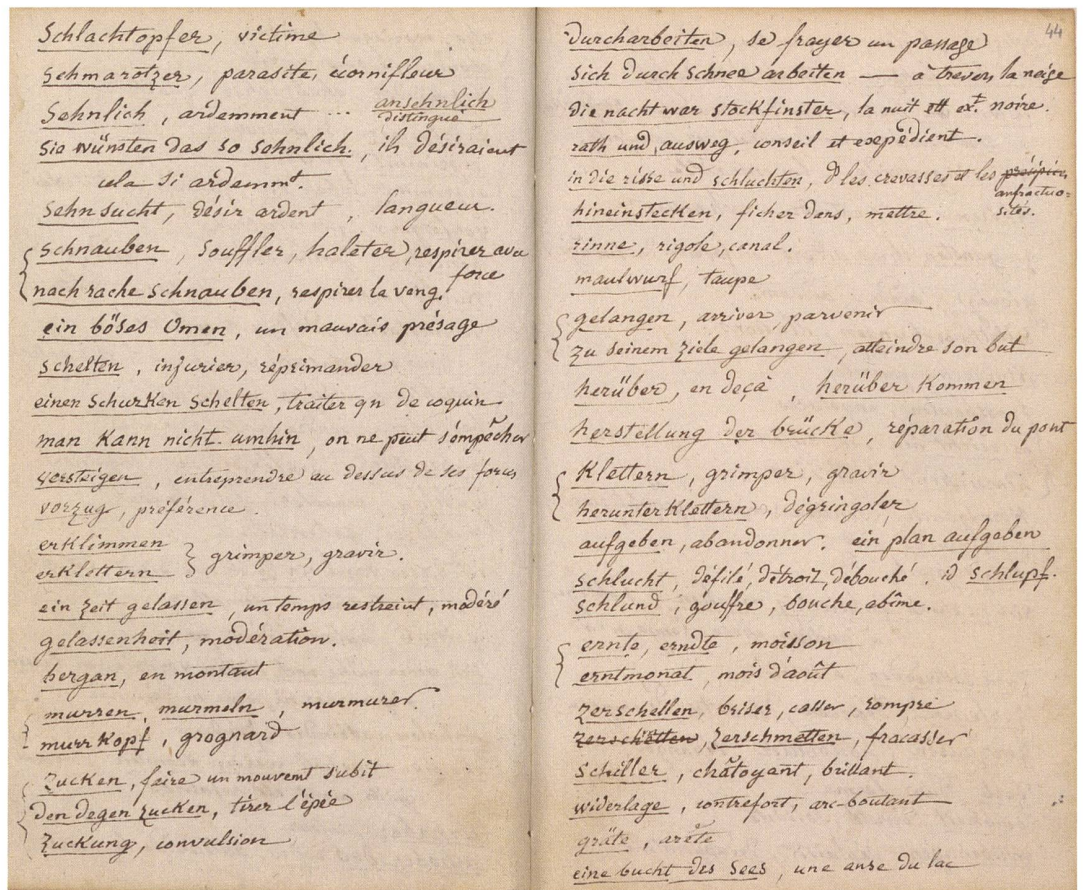 Schlachtopfer, victime
Schmarotzer, parasite, écornifleur
Sehnlich, ardemment ... ansehnlich
distingué
Sie wünsten das so sehnlich, ils désiraient
cela si ardemmt.
Sehnsucht, désir ardent, langueur.
Schnauben, souffler, haleter, respirer avec
force
nach rache Schnauben, respirer la veng.
ein böses Omen, un mauvais présage
schelten, injurier, réprimander
einen Schurken Schelten, traiter qn de coquin
man Kann nicht umhin, on ne peut s'empêcher
versteigen, entreprendre au dessus de ses forces
vorzug, préférence.
erklimmen
erklettern } grimper, gravir.
ein Zeit gelassen, un temps restreint, modéré
gelassenheit, modération.
bergan, en montant
murren, murmeln, murmurer.
murrKopf, grognard
Zucken, faire un mouvemt subit
den degen zucken, tirer l'épée
Zuckung, convulsion
44
durcharbeiten, se frayer un passage
sich durch Schnee arbeiten — à travers la neige
die nacht war stockfinster, la nuit ett ext noire.
rath und ausweg, conseil et expédient.
in die risse und schluchten, ds les crevasses et les précipices
anfractuo-
sités.
hineinstecken, ficher dans, mettre.
rinne, rigole, canal.
maulwurf, taupe
gelangen, arriver, parvenir
zu seinem Ziele gelangen, atteindre son but
herüber, en deçà, herüber Kommen
herstellung der brücke, réparation du pont
Klettern, grimper, gravir
herunterKlettern, dégringoler
aufgeben, abandonner. ein plan aufgeben
schlucht, défilé, détroit, débouché. id schlupf.
Schlund, gouffre, bouche, abîme.
ernte, erndte, moisson
erntmonat, mois d'août
Zerschellen, briser, casser, rompre
zerschetten, Zerschmetten, fracasser
Schiller, châtoyant, brillant.
widerlage, contrefort, arc-boutant
gräte, arête
eine bucht des Sees, une anse du lac